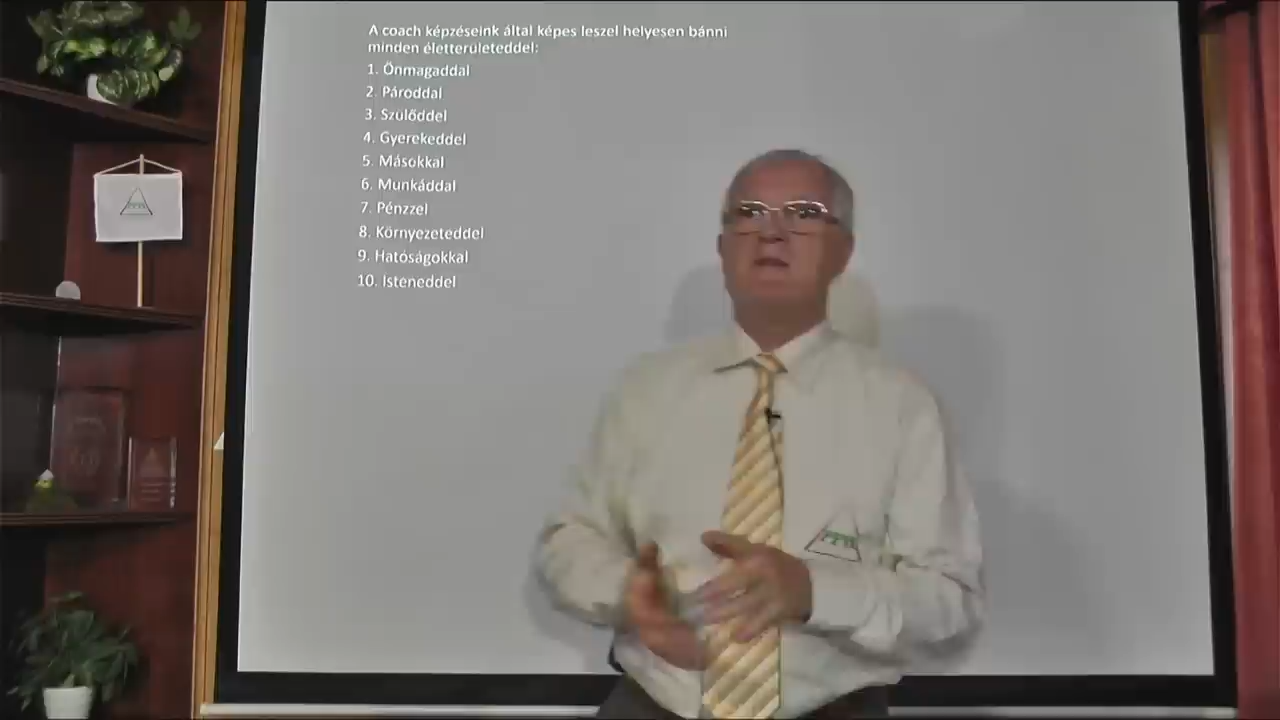 A coach képzéseink által képes leszel helyesen bánni
minden életterületeddel:
1. Önmagaddal
2. Pároddal
3. Szülőddel
4. Gyerekeddel
5. Másokkal
6. Munkáddal
7. Pénzzel
8. Környezeteddel
9. Hatóságokkal
10. Isteneddel